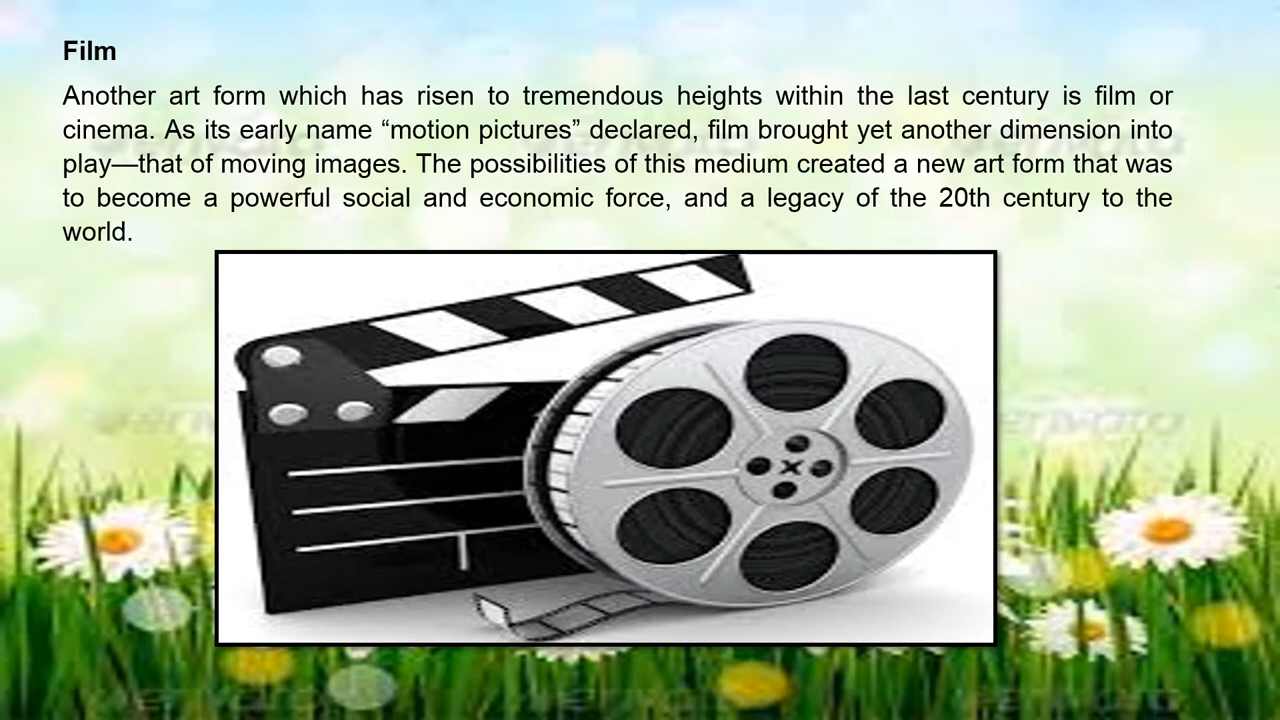 Film
Another art form which has risen to tremendous heights within the last century is film or
cinema. As its early name “motion pictures” declared, film brought yet another dimension into
play—that of moving images. The possibilities of this medium created a new art form that was
to become a powerful social and economic force, and a legacy of the 20th century to the
world.